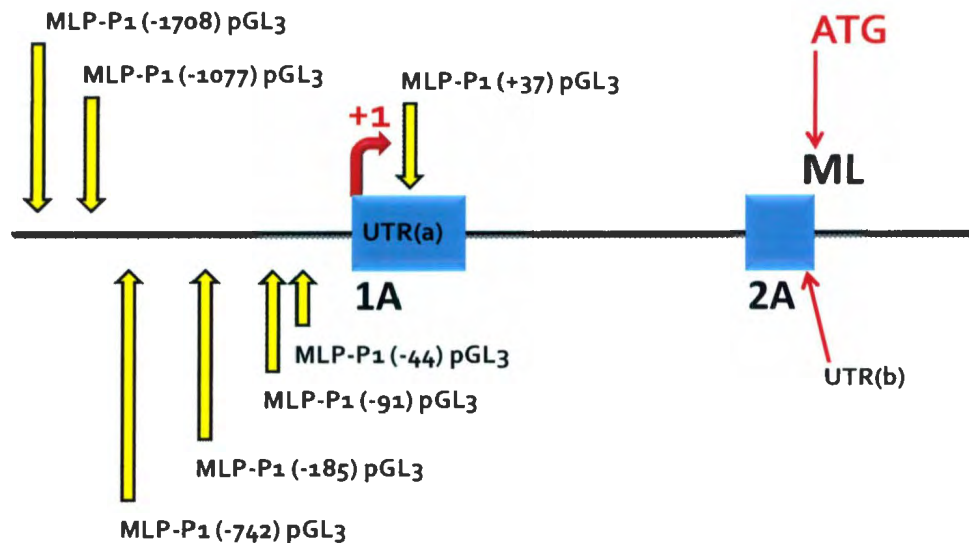 MLP-P1 (-1708) pGL3
MLP-P1 (-1077) pGL3
MLP-P1 (+37) pGL3
ATG
+1
ML
UTR(a)
1A
2A
MLP-P1 (-44) pGL3
UTR(b)
MLP-P1 (-91) pGL3
MLP-P1 (-185) pGL3
MLP-P1 (-742) pGL3